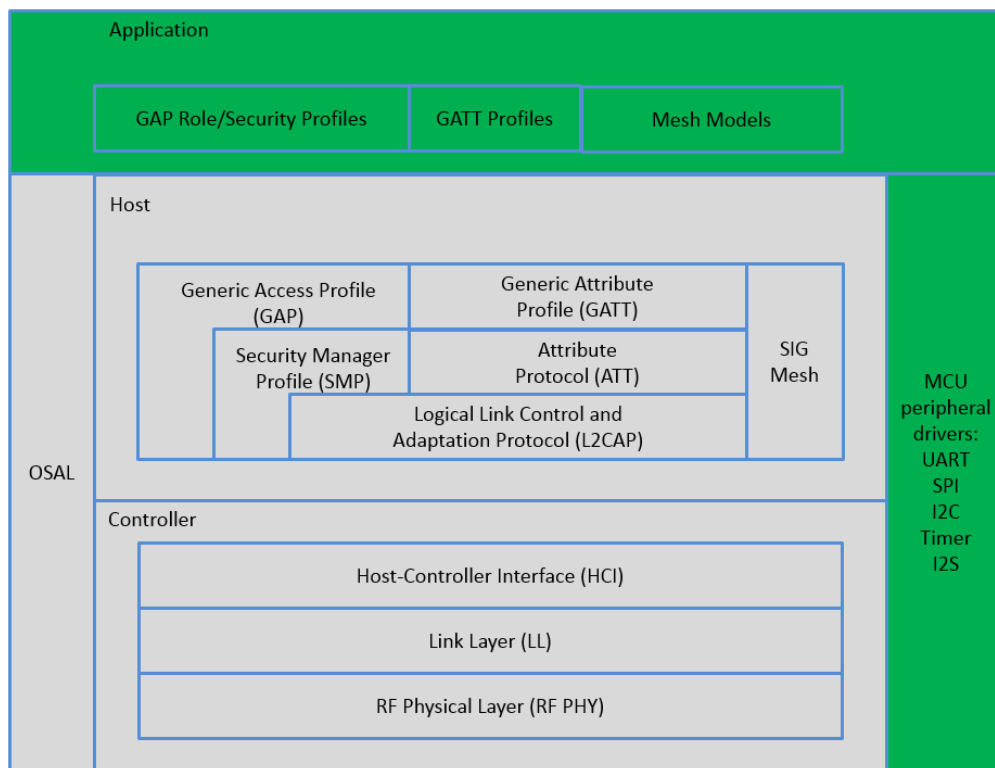 Application
GAP Role/Security Profiles
GATT Profiles
Mesh Models
Host
Generic Access Profile
(GAP)
Generic Attribute
Profile (GATT)
Security Manager
Profile (SMP)
Attribute
Protocol (ATT)
SIG
Mesh
Logical Link Control and
Adaptation Protocol (L2CAP)
OSAL
MCU
peripheral
drivers:
UART
SPI
I2C
Timer
I2S
Controller
Host-Controller Interface (HCI)
Link Layer (LL)
RF Physical Layer (RF PHY)